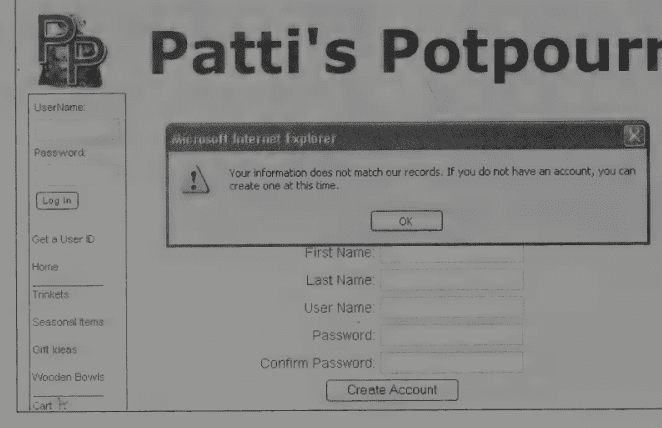 PP
Patti's Potpourr
UserName:
Password:
Log In
Get a User ID
Home
Trinkets
Seasonal Items
Gift Ideas
Wooden Bowls
Cart
Microsoft Internet Explorer
Your information does not match our records. If you do not have an account, you can
create one at this time.
OK
First Name:
Last Name:
User Name:
Password:
Confirm Password:
Create Account